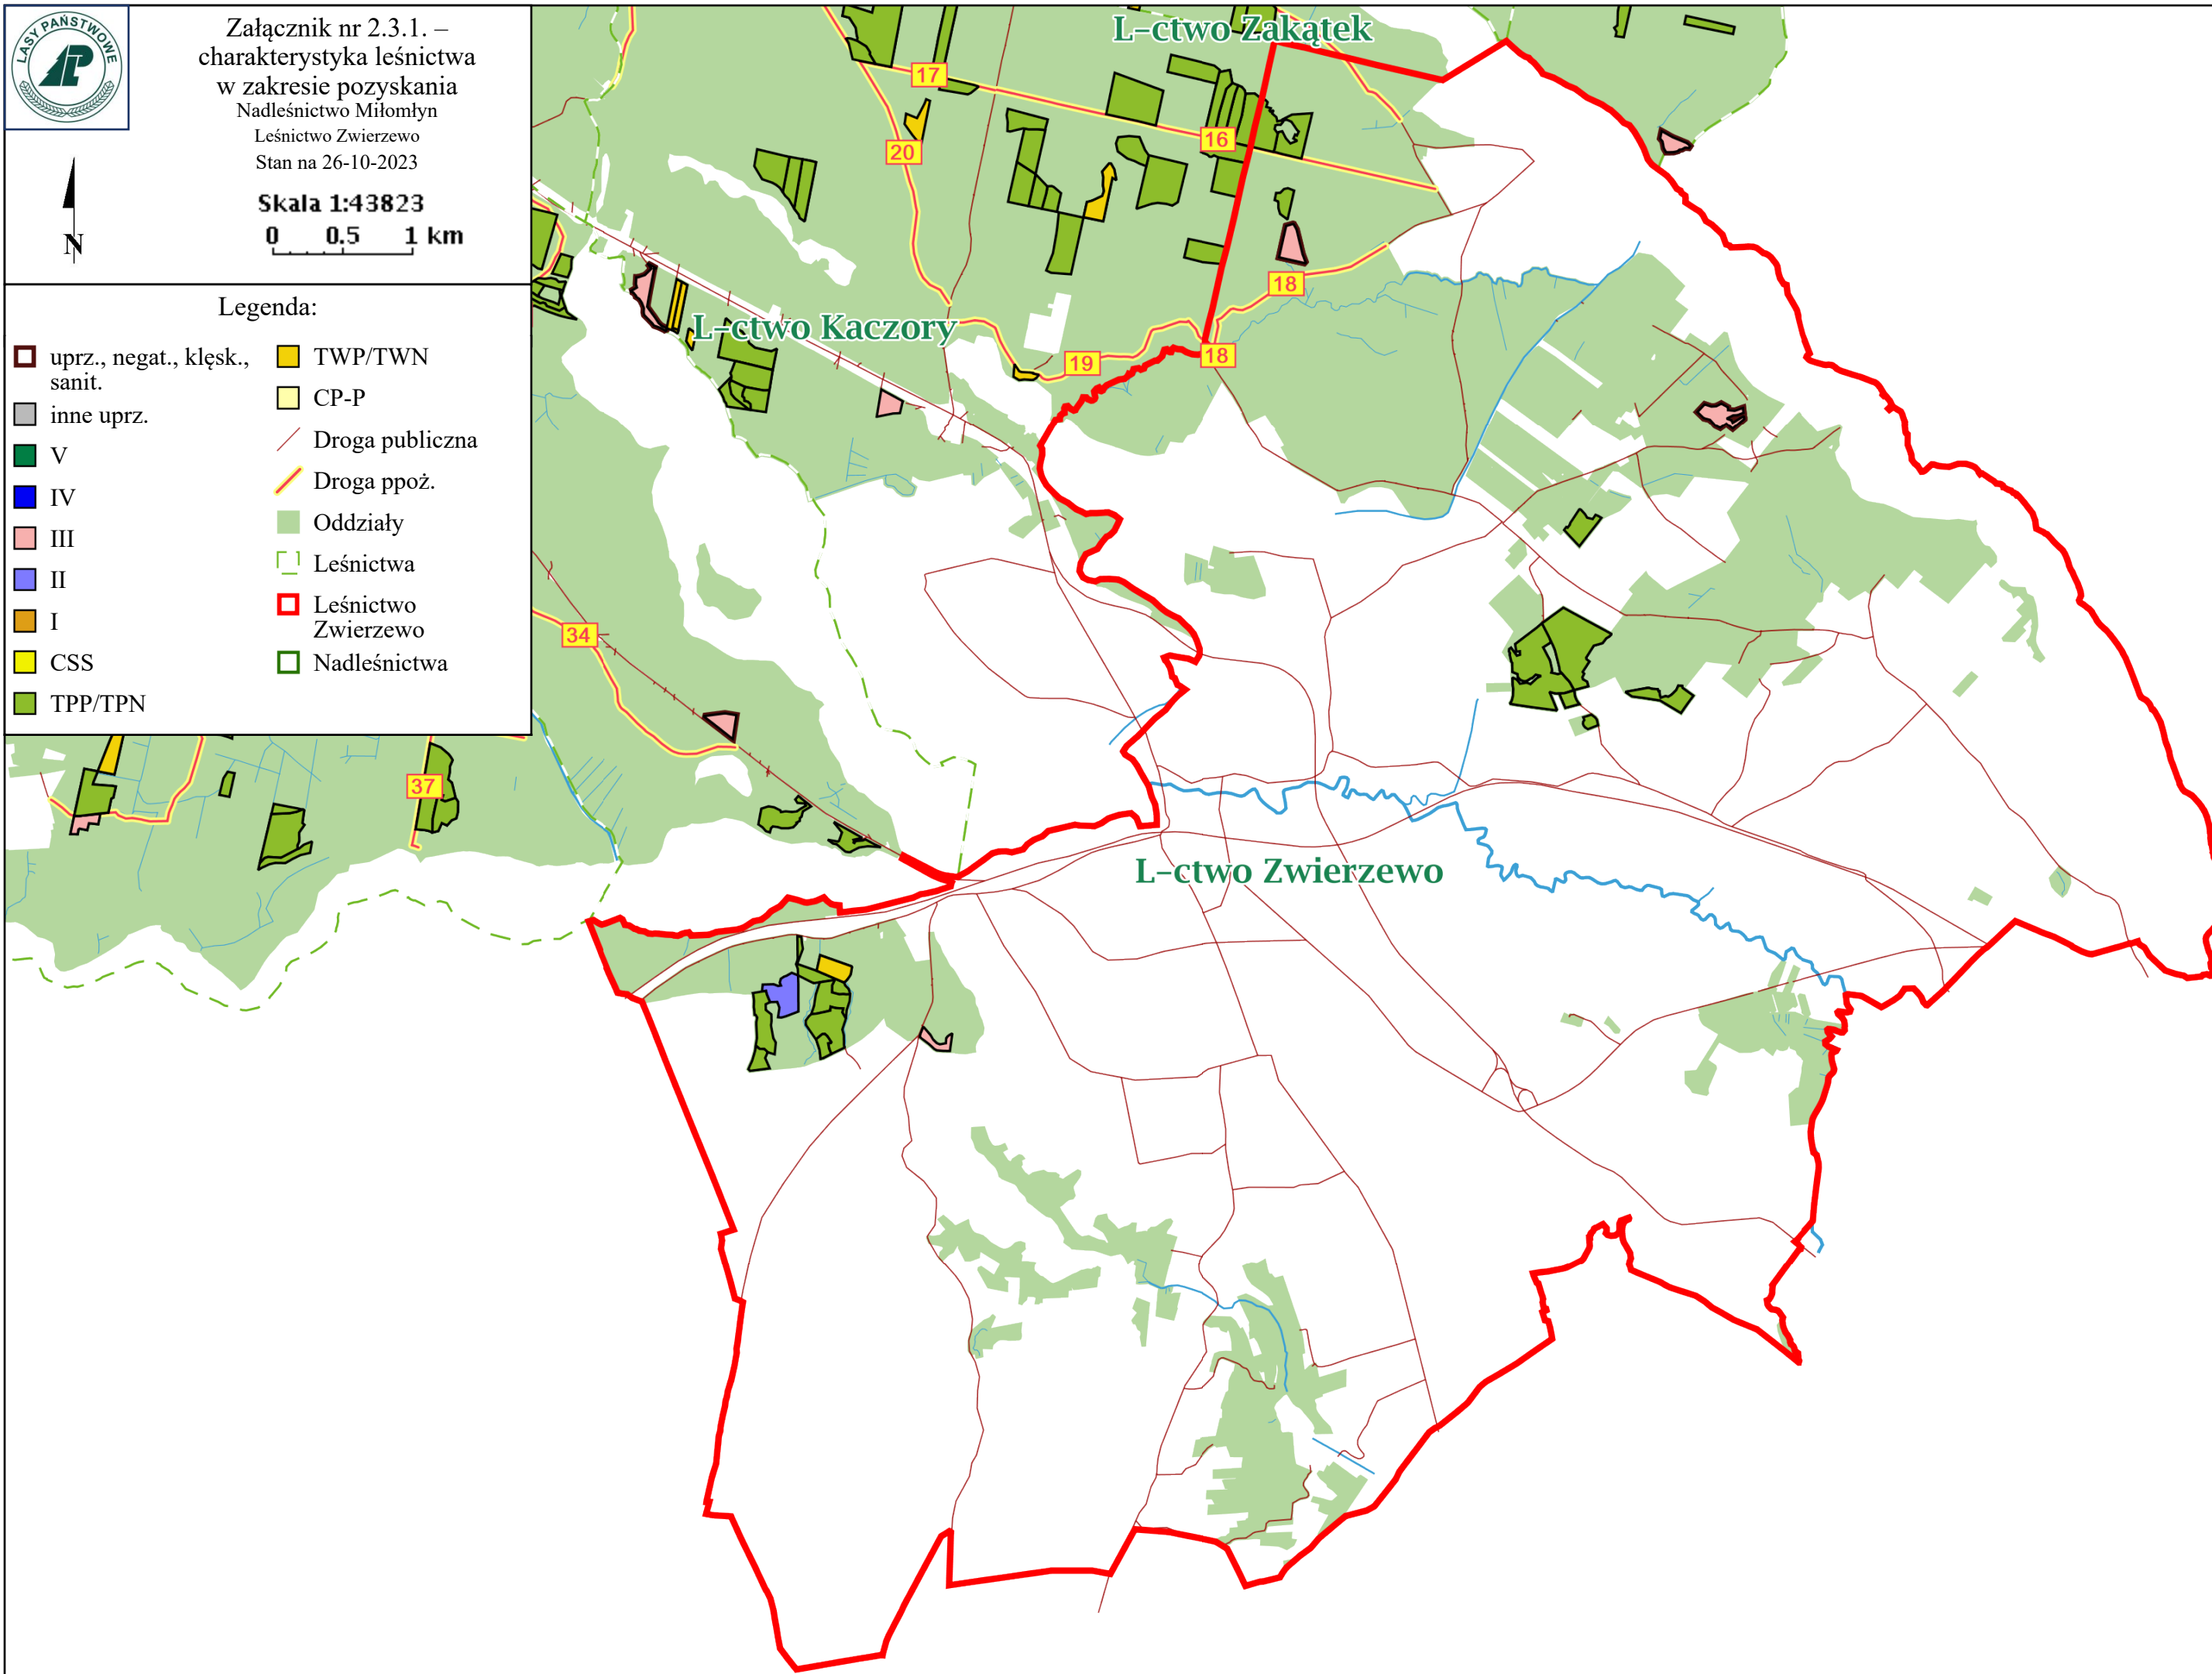 LASY PAŃSTWOWE
Załącznik nr 2.3.1. –
charakterystyka leśnictwa
w zakresie pozyskania
Nadleśnictwo Miłomłyn
Leśnictwo Zwierzewo
Stan na 26-10-2023
N
Skala 1:43823
0 0.5 1 km
Legenda:
uprz., negat., klęsk.,
sanit.
inne uprz.
V
IV
III
II
I
CSS
TPP/TPN
TWP/TWN
CP-P
Droga publiczna
Droga ppoż.
Oddziały
Leśnictwa
Leśnictwo
Zwierzewo
Nadleśnictwa
L-ctwo Zakątek
17
20
16
18
L-ctwo Kaczory
19
18
34
37
L-ctwo Zwierzewo